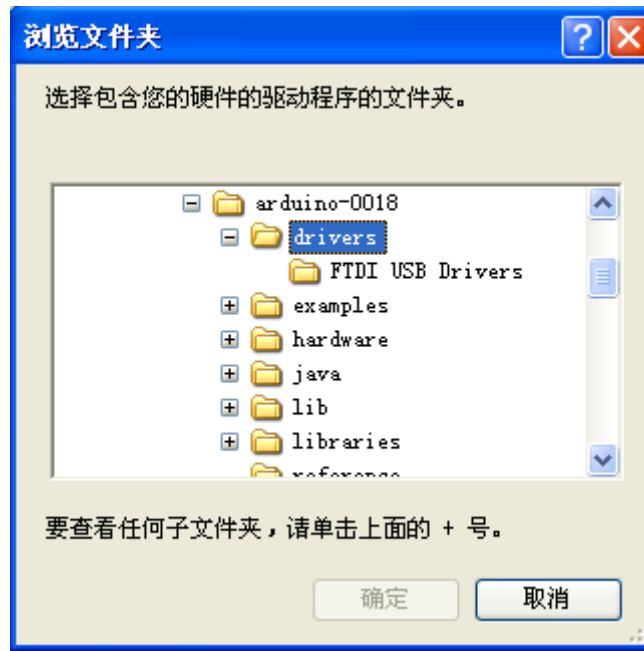 浏览文件夹
选择包含您的硬件的驱动程序的文件夹。
arduino-0018
drivers
FTDI USB Drivers
examples
hardware
java
lib
libraries
reference
要查看任何子文件夹，请单击上面的 + 号。
确定 取消